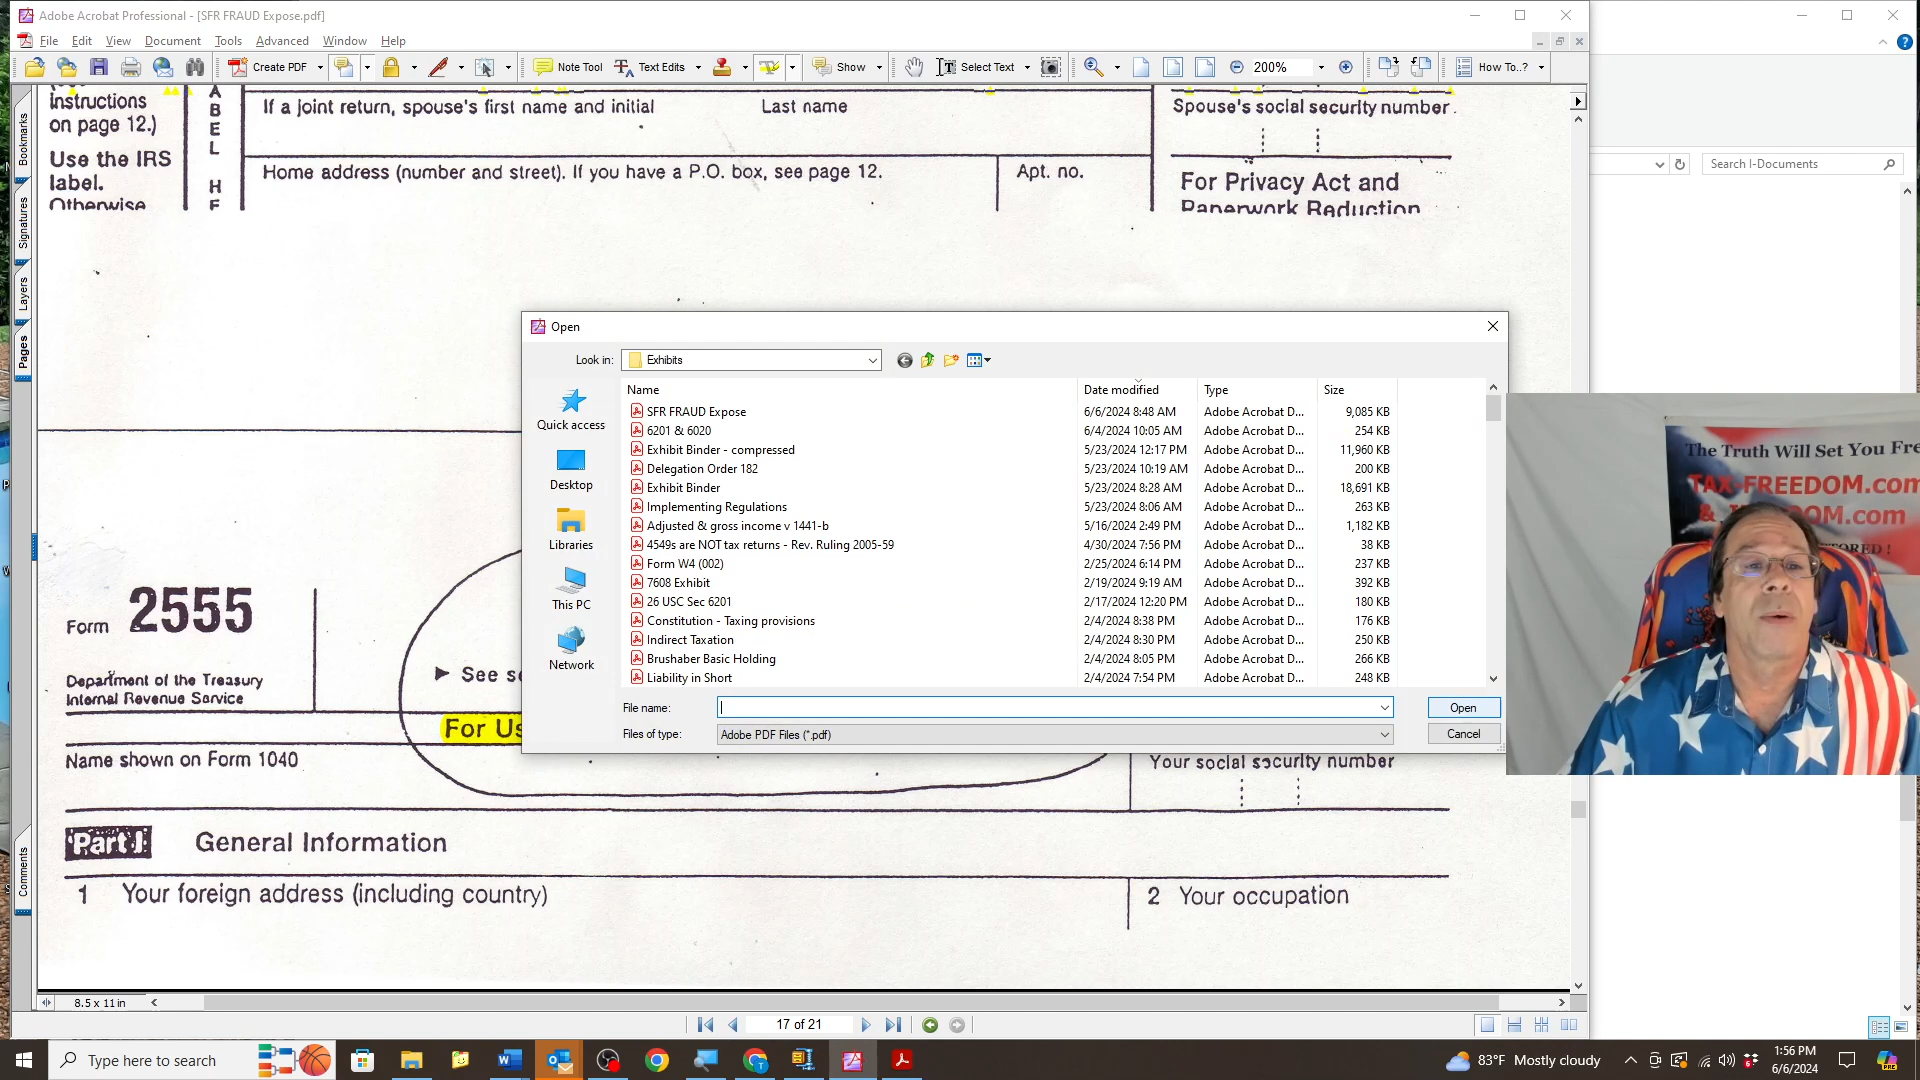 Adobe Acrobat Professional - [SFR FRAUD Expose.pdf]
File Edit View Document Tools Advanced Window Help
Create PDF Note Tool Text Edits Show Select Text 200% How To..?
Search I-Documents
Bookmarks
Signatures
Layers
Pages
Comments
instructions
on page 12.)
Use the IRS
label.
Otherwise
A
B
E
L
H
E
If a joint return, spouse's first name and initial
Last name
Spouse's social security number
Home address (number and street). If you have a P.O. box, see page 12.
Apt. no.
For Privacy Act and
Paperwork Reduction
Form 2555
Department of the Treasury
Internal Revenue Service
► See se
For Us
Name shown on Form 1040
Your social security number
Part I General Information
1 Your foreign address (including country)
2 Your occupation
Open
Look in: Exhibits
Quick access
Desktop
Libraries
This PC
Network
Name Date modified Type Size
SFR FRAUD Expose 6/6/2024 8:48 AM Adobe Acrobat D... 9,085 KB
6201 & 6020 6/4/2024 10:05 AM Adobe Acrobat D... 254 KB
Exhibit Binder - compressed 5/23/2024 12:17 PM Adobe Acrobat D... 11,960 KB
Delegation Order 182 5/23/2024 10:19 AM Adobe Acrobat D... 200 KB
Exhibit Binder 5/23/2024 8:28 AM Adobe Acrobat D... 18,691 KB
Implementing Regulations 5/23/2024 8:06 AM Adobe Acrobat D... 263 KB
Adjusted & gross income v 1441-b 5/16/2024 2:49 PM Adobe Acrobat D... 1,182 KB
4549s are NOT tax returns - Rev. Ruling 2005-59 4/30/2024 7:56 PM Adobe Acrobat D... 38 KB
Form W4 (002) 2/25/2024 6:14 PM Adobe Acrobat D... 237 KB
7608 Exhibit 2/19/2024 9:19 AM Adobe Acrobat D... 392 KB
26 USC Sec 6201 2/17/2024 12:20 PM Adobe Acrobat D... 180 KB
Constitution - Taxing provisions 2/4/2024 8:38 PM Adobe Acrobat D... 176 KB
Indirect Taxation 2/4/2024 8:30 PM Adobe Acrobat D... 250 KB
Brushaber Basic Holding 2/4/2024 8:05 PM Adobe Acrobat D... 266 KB
Liability in Short 2/4/2024 7:54 PM Adobe Acrobat D... 248 KB
File name: Open
Files of type: Adobe PDF Files (*.pdf) Cancel
The Truth Will Set You Fre
TAX-FREEDOM.com
DOM.com
ORED !
8.5 x 11 in
17 of 21
Type here to search
83°F Mostly cloudy
1:56 PM
6/6/2024